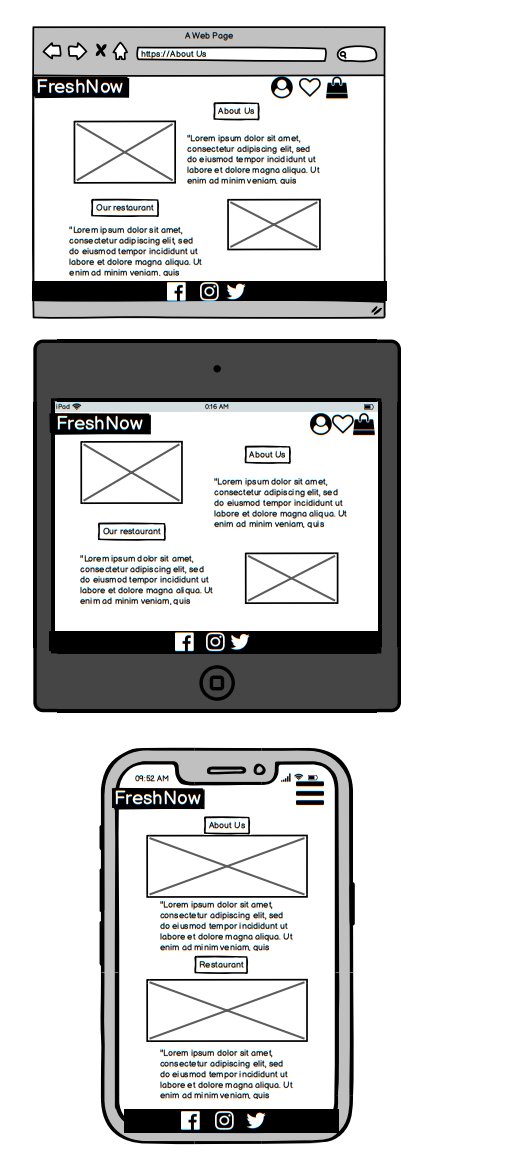 A Web Page
https://About Us
FreshNow
About Us
"Lorem ipsum dolor sit amet,
consectetur adipiscing elit, sed
do eiusmod tempor incididunt ut
labore et dolore magna aliqua. Ut
enim ad minim veniam, quis
Our restaurant
"Lorem ipsum dolor sit amet,
consectetur adipiscing elit, sed
do eiusmod tempor incididunt ut
labore et dolore magna aliqua. Ut
enim ad minim veniam, quis
iPad 0:16 AM
FreshNow
About Us
"Lorem ipsum dolor sit amet,
consectetur adipiscing elit, sed
do eiusmod tempor incididunt ut
labore et dolore magna aliqua. Ut
enim ad minim veniam, quis
Our restaurant
"Lorem ipsum dolor sit amet,
consectetur adipiscing elit, sed
do eiusmod tempor incididunt ut
labore et dolore magna aliqua. Ut
enim ad minim veniam, quis
09:52 AM
FreshNow
About Us
"Lorem ipsum dolor sit amet,
consectetur adipiscing elit, sed
do eiusmod tempor incididunt ut
labore et dolore magna aliqua. Ut
enim ad minim veniam, quis
Restaurant
"Lorem ipsum dolor sit amet,
consectetur adipiscing elit, sed
do eiusmod tempor incididunt ut
labore et dolore magna aliqua. Ut
enim ad minim veniam, quis